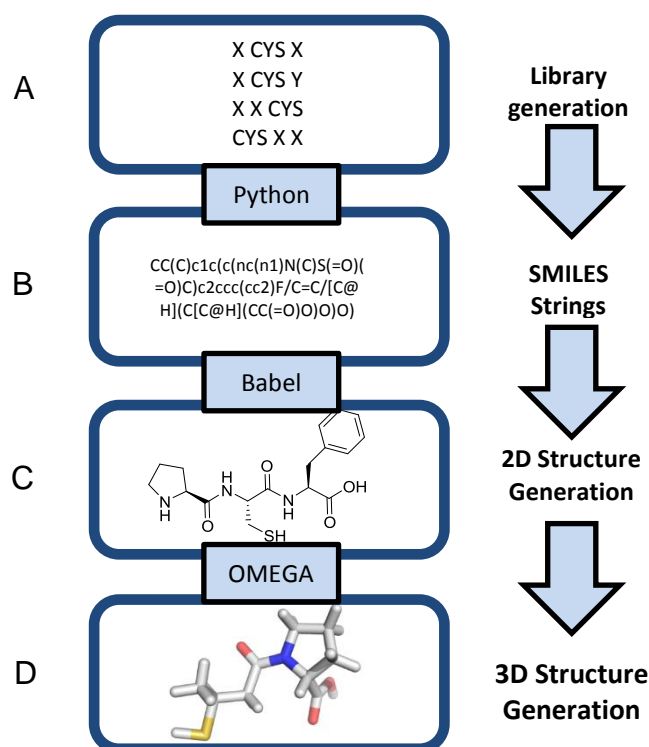 A
X CYS X
X CYS Y
X X CYS
CYS X X
Library
generation
Python
B
CC(C)c1c(c(nc(n1)N(C)S(=O)(
=O)C)c2ccc(cc2)F/C=C/[C@
H](C[C@H](CC(=O)O)O)O)
SMILES
Strings
Babel
C
N
H
O
H
N
SH
O
N
H
O
OH
2D Structure
Generation
OMEGA
D
3D Structure
Generation